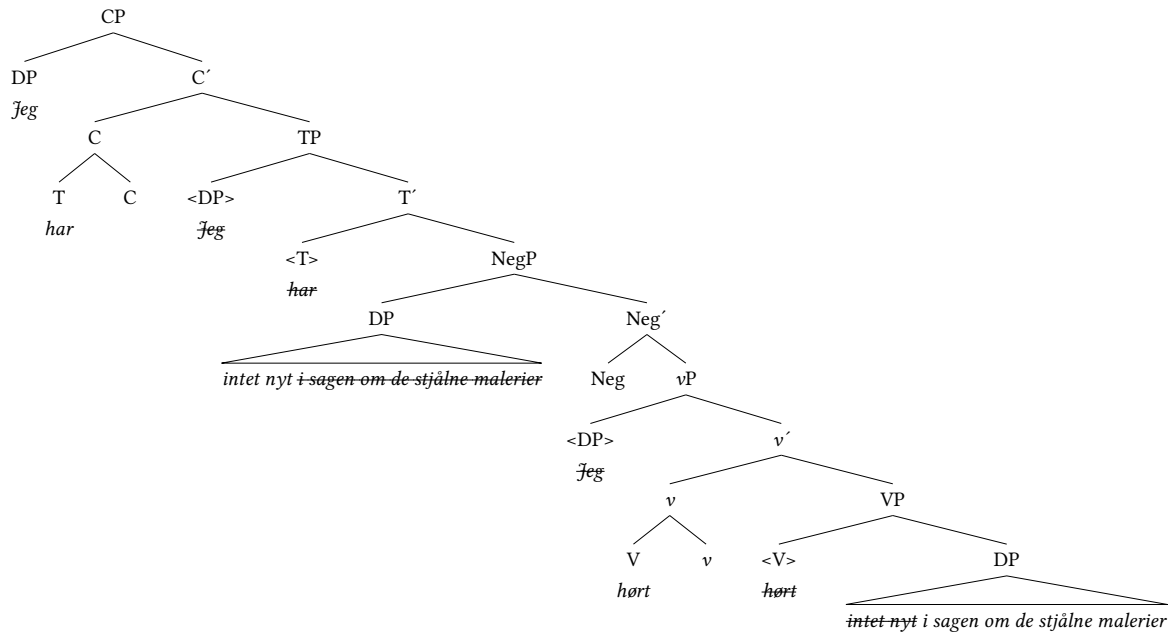 CP
DP C´
Jeg
C TP
T C <DP> T´
har Jeg
<T> NegP
har
DP Neg´
intet nyt i sagen om de stjålne malerier Neg vP
<DP> v´
Jeg
v VP
V v <V> DP
hørt hørt
intet nyt i sagen om de stjålne malerier